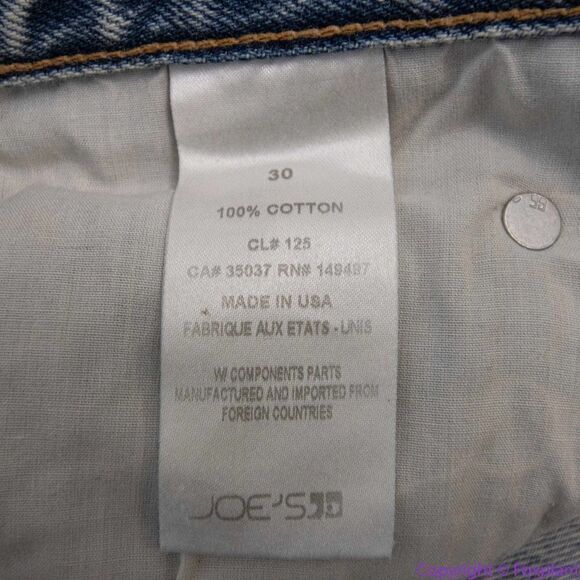 30
100% COTTON
CL# 125
CA# 35037 RN# 149497
MADE IN USA
FABRIQUE AUX ETATS - UNIS
W/ COMPONENTS PARTS
MANUFACTURED AND IMPORTED FROM
FOREIGN COUNTRIES
JOE'S
Copyright ©